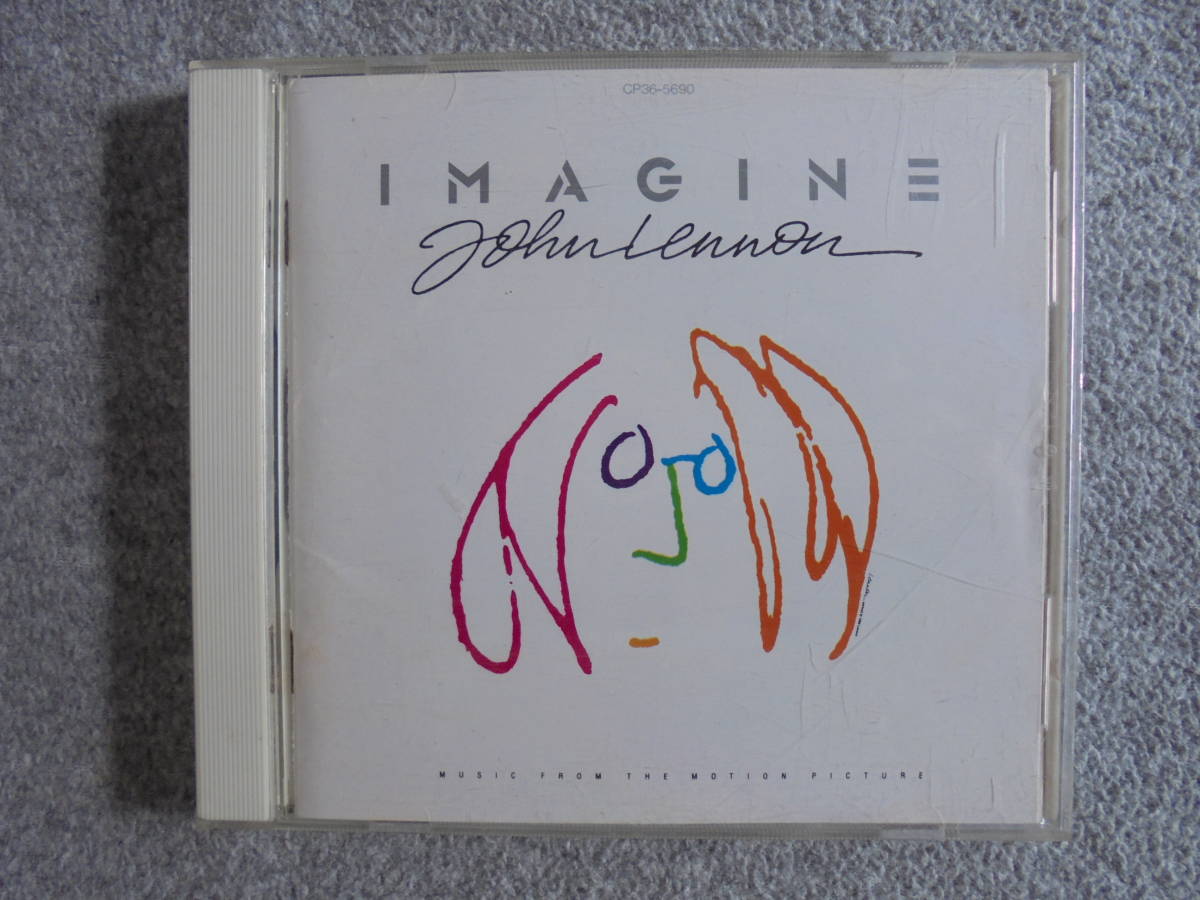 CP36-5690
IMAGINE
John Lennon
MUSIC FROM THE MOTION PICTURE